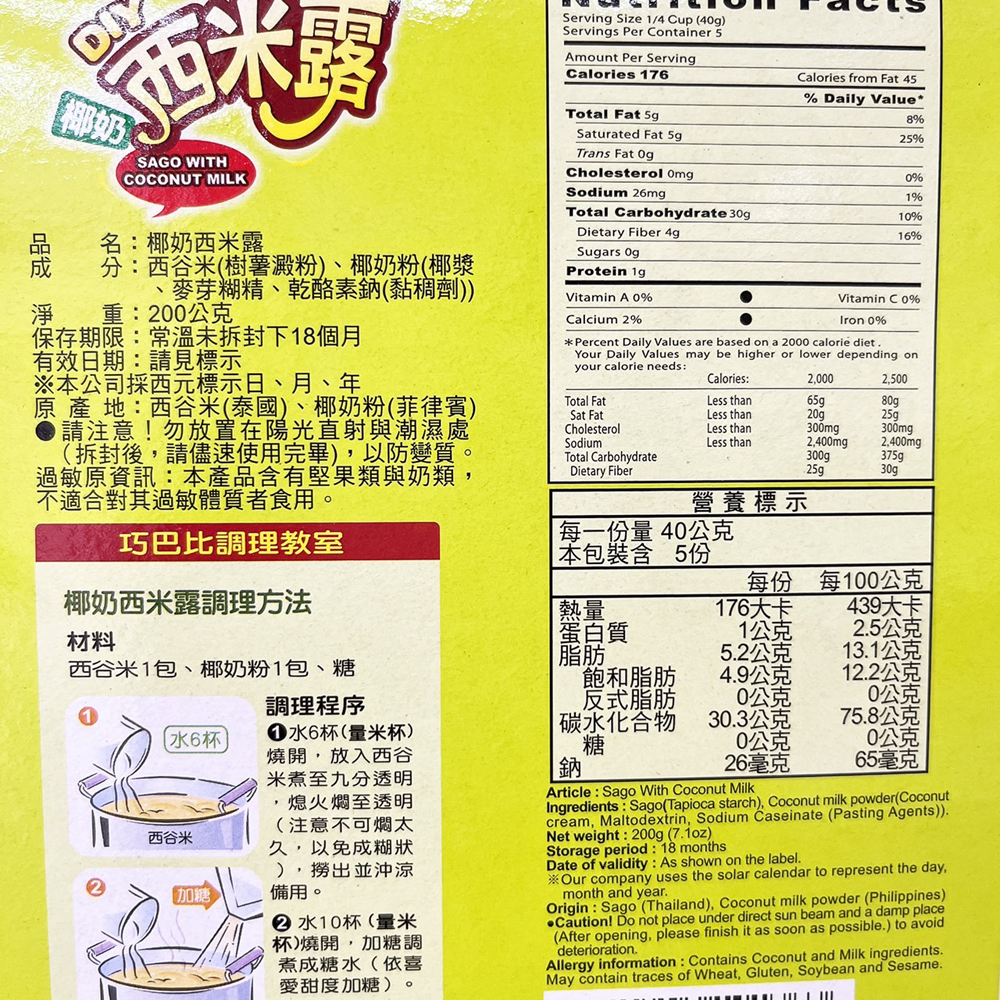 DIY
西米露
椰奶
SAGO WITH
COCONUT MILK
品 名：椰奶西米露
成 分：西谷米(樹薯澱粉)、椰奶粉(椰漿
、麥芽糊精、乾酪素鈉(黏稠劑))
淨 重：200公克
保存期限：常溫未拆封下18個月
有效日期：請見標示
※本公司採西元標示日、月、年
原 產 地：西谷米(泰國)、椰奶粉(菲律賓)
●請注意！勿放置在陽光直射與潮濕處
（拆封後，請儘速使用完畢)，以防變質。
過敏原資訊：本產品含有堅果類與奶類，
不適合對其過敏體質者食用。
巧巴比調理教室
椰奶西米露調理方法
材料
西谷米1包、椰奶粉1包、糖
1
水6杯
西谷米
2
加糖
調理程序
❶水6杯(量米杯)
燒開，放入西谷
米煮至九分透明
，熄火燜至透明
（注意不可燜太
久，以免成糊狀
），撈出並沖涼
備用。
❷ 水10杯（量米
杯)燒開，加糖調
煮成糖水（依喜
愛甜度加糖）。
Nutrition Facts
Serving Size 1/4 Cup (40g)
Servings Per Container 5
Amount Per Serving
Calories 176 Calories from Fat 45
% Daily Value*
Total Fat 5g 8%
Saturated Fat 5g 25%
Trans Fat 0g
Cholesterol 0mg 0%
Sodium 26mg 1%
Total Carbohydrate 30g 10%
Dietary Fiber 4g 16%
Sugars 0g
Protein 1g
Vitamin A 0% ● Vitamin C 0%
Calcium 2% ● Iron 0%
*Percent Daily Values are based on a 2000 calorie diet .
Your Daily Values may be higher or lower depending on
your calorie needs:
Calories: 2,000 2,500
Total Fat Less than 65g 80g
Sat Fat Less than 20g 25g
Cholesterol Less than 300mg 300mg
Sodium Less than 2,400mg 2,400mg
Total Carbohydrate 300g 375g
Dietary Fiber 25g 30g
營養標示
每一份量 40公克
本包裝含 5份
每份 每100公克
熱量 176大卡 439大卡
蛋白質 1公克 2.5公克
脂肪 5.2公克 13.1公克
飽和脂肪 4.9公克 12.2公克
反式脂肪 0公克 0公克
碳水化合物 30.3公克 75.8公克
糖 0公克 0公克
鈉 26毫克 65毫克
Article : Sago With Coconut Milk
Ingredients : Sago(Tapioca starch), Coconut milk powder(Coconut
cream, Maltodextrin, Sodium Caseinate (Pasting Agents)).
Net weight : 200g (7.1oz)
Storage period : 18 months
Date of validity : As shown on the label.
※Our company uses the solar calendar to represent the day,
month and year.
Origin : Sago (Thailand), Coconut milk powder (Philippines)
●Caution! Do not place under direct sun beam and a damp place
(After opening, please finish it as soon as possible.) to avoid
deterioration.
Allergy information : Contains Coconut and Milk ingredients.
May contain traces of Wheat, Gluten, Soybean and Sesame.